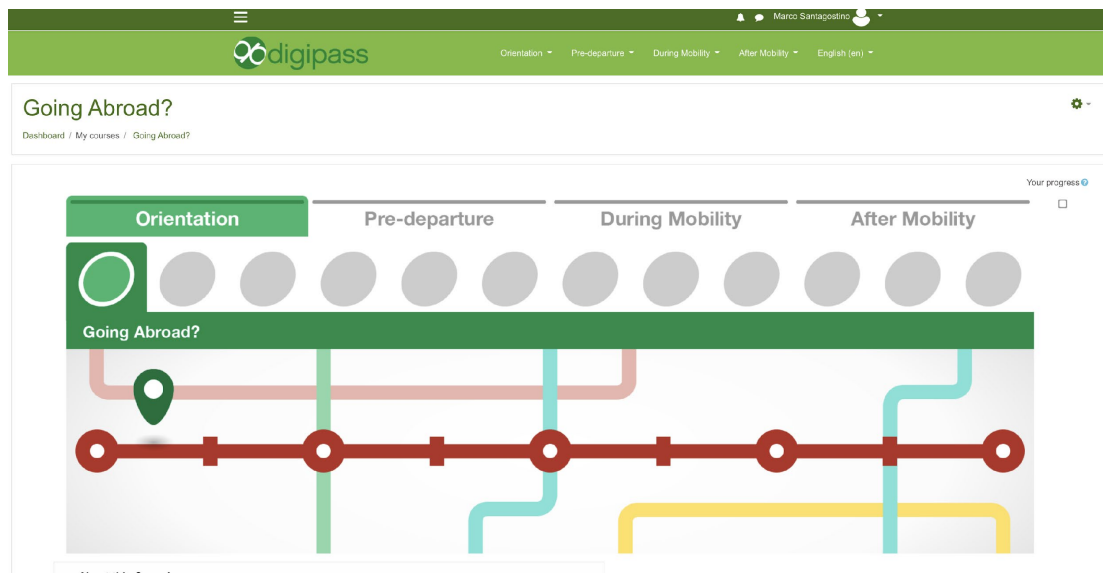 Marco Santagostino
digipass
Orientation Pre-departure During Mobility After Mobility English (en)
Going Abroad?
Dashboard / My courses / Going Abroad?
Your progress
Orientation Pre-departure During Mobility After Mobility
Going Abroad?